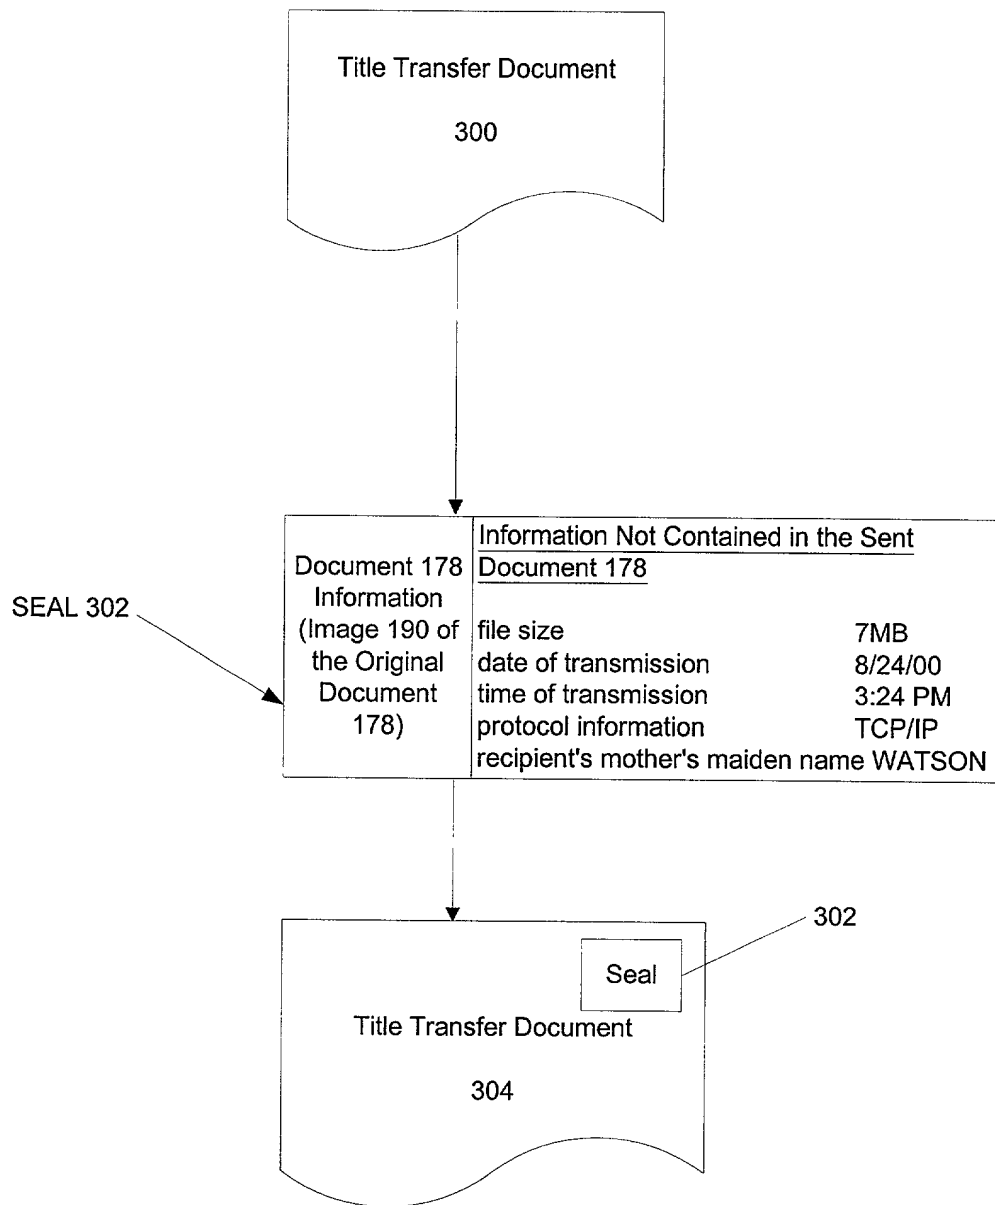 Title Transfer Document
300
SEAL 302
Document 178
Information
(Image 190 of
the Original
Document
178)
Information Not Contained in the Sent
Document 178
file size 7MB
date of transmission 8/24/00
time of transmission 3:24 PM
protocol information TCP/IP
recipient's mother's maiden name WATSON
302
Seal
Title Transfer Document
304